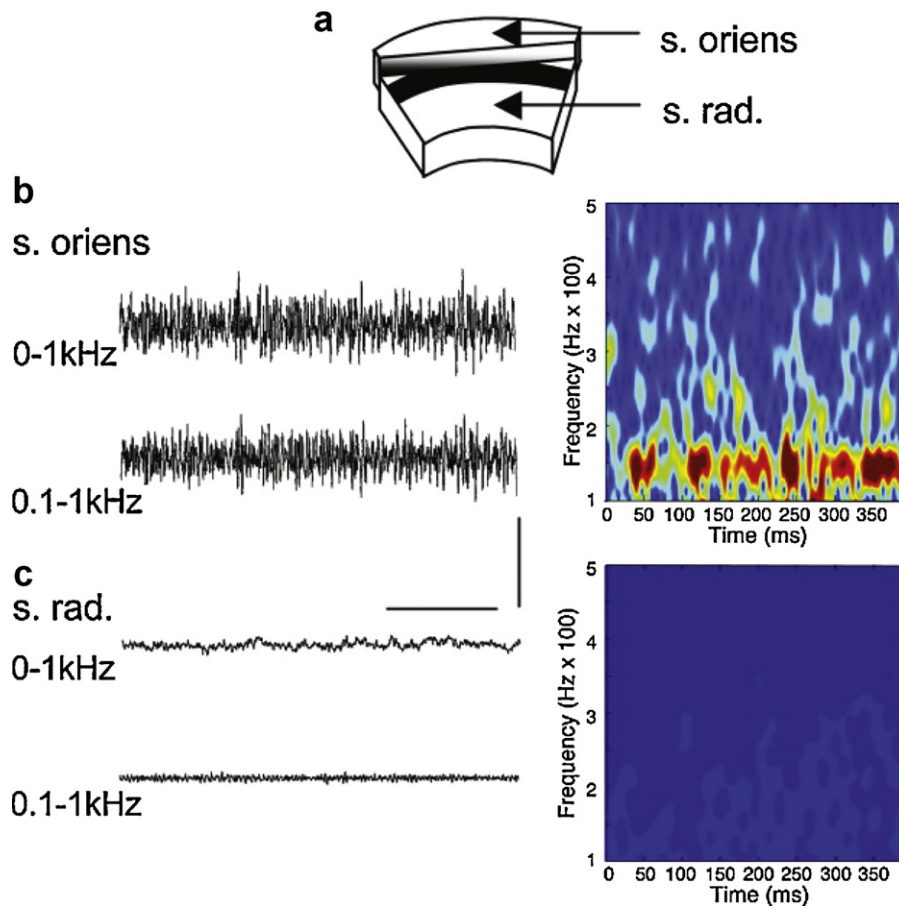 a
s. oriens
s. rad.
b
s. oriens
0-1kHz
0.1-1kHz
Frequency (Hz x 100)
5
4
3
2
1
0 50 100 150 200 250 300 350
Time (ms)
c
s. rad.
0-1kHz
0.1-1kHz
Frequency (Hz x 100)
5
4
3
2
1
0 50 100 150 200 250 300 350
Time (ms)